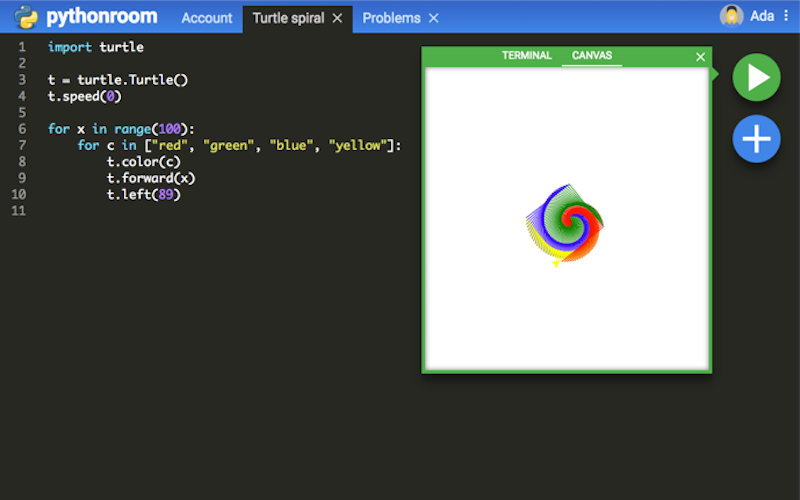 pythonroom Account Turtle spiral × Problems × Ada
1 import turtle
2
3 t = turtle.Turtle()
4 t.speed(0)
5
6 for x in range(100):
7 for c in ["red", "green", "blue", "yellow"]:
8 t.color(c)
9 t.forward(x)
10 t.left(89)
11
TERMINAL CANVAS ×